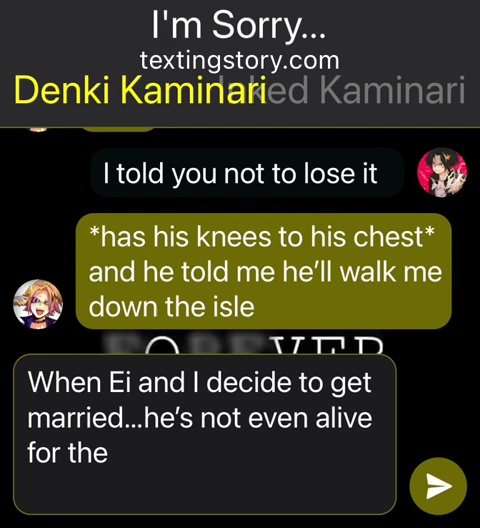 I'm Sorry...
textingstory.com
Denki Kaminari
Kaminari
I told you not to lose it
*has his knees to his chest*
and he told me he'll walk me
down the isle
FOREVER
When Ei and I decide to get
married...he's not even alive
for the